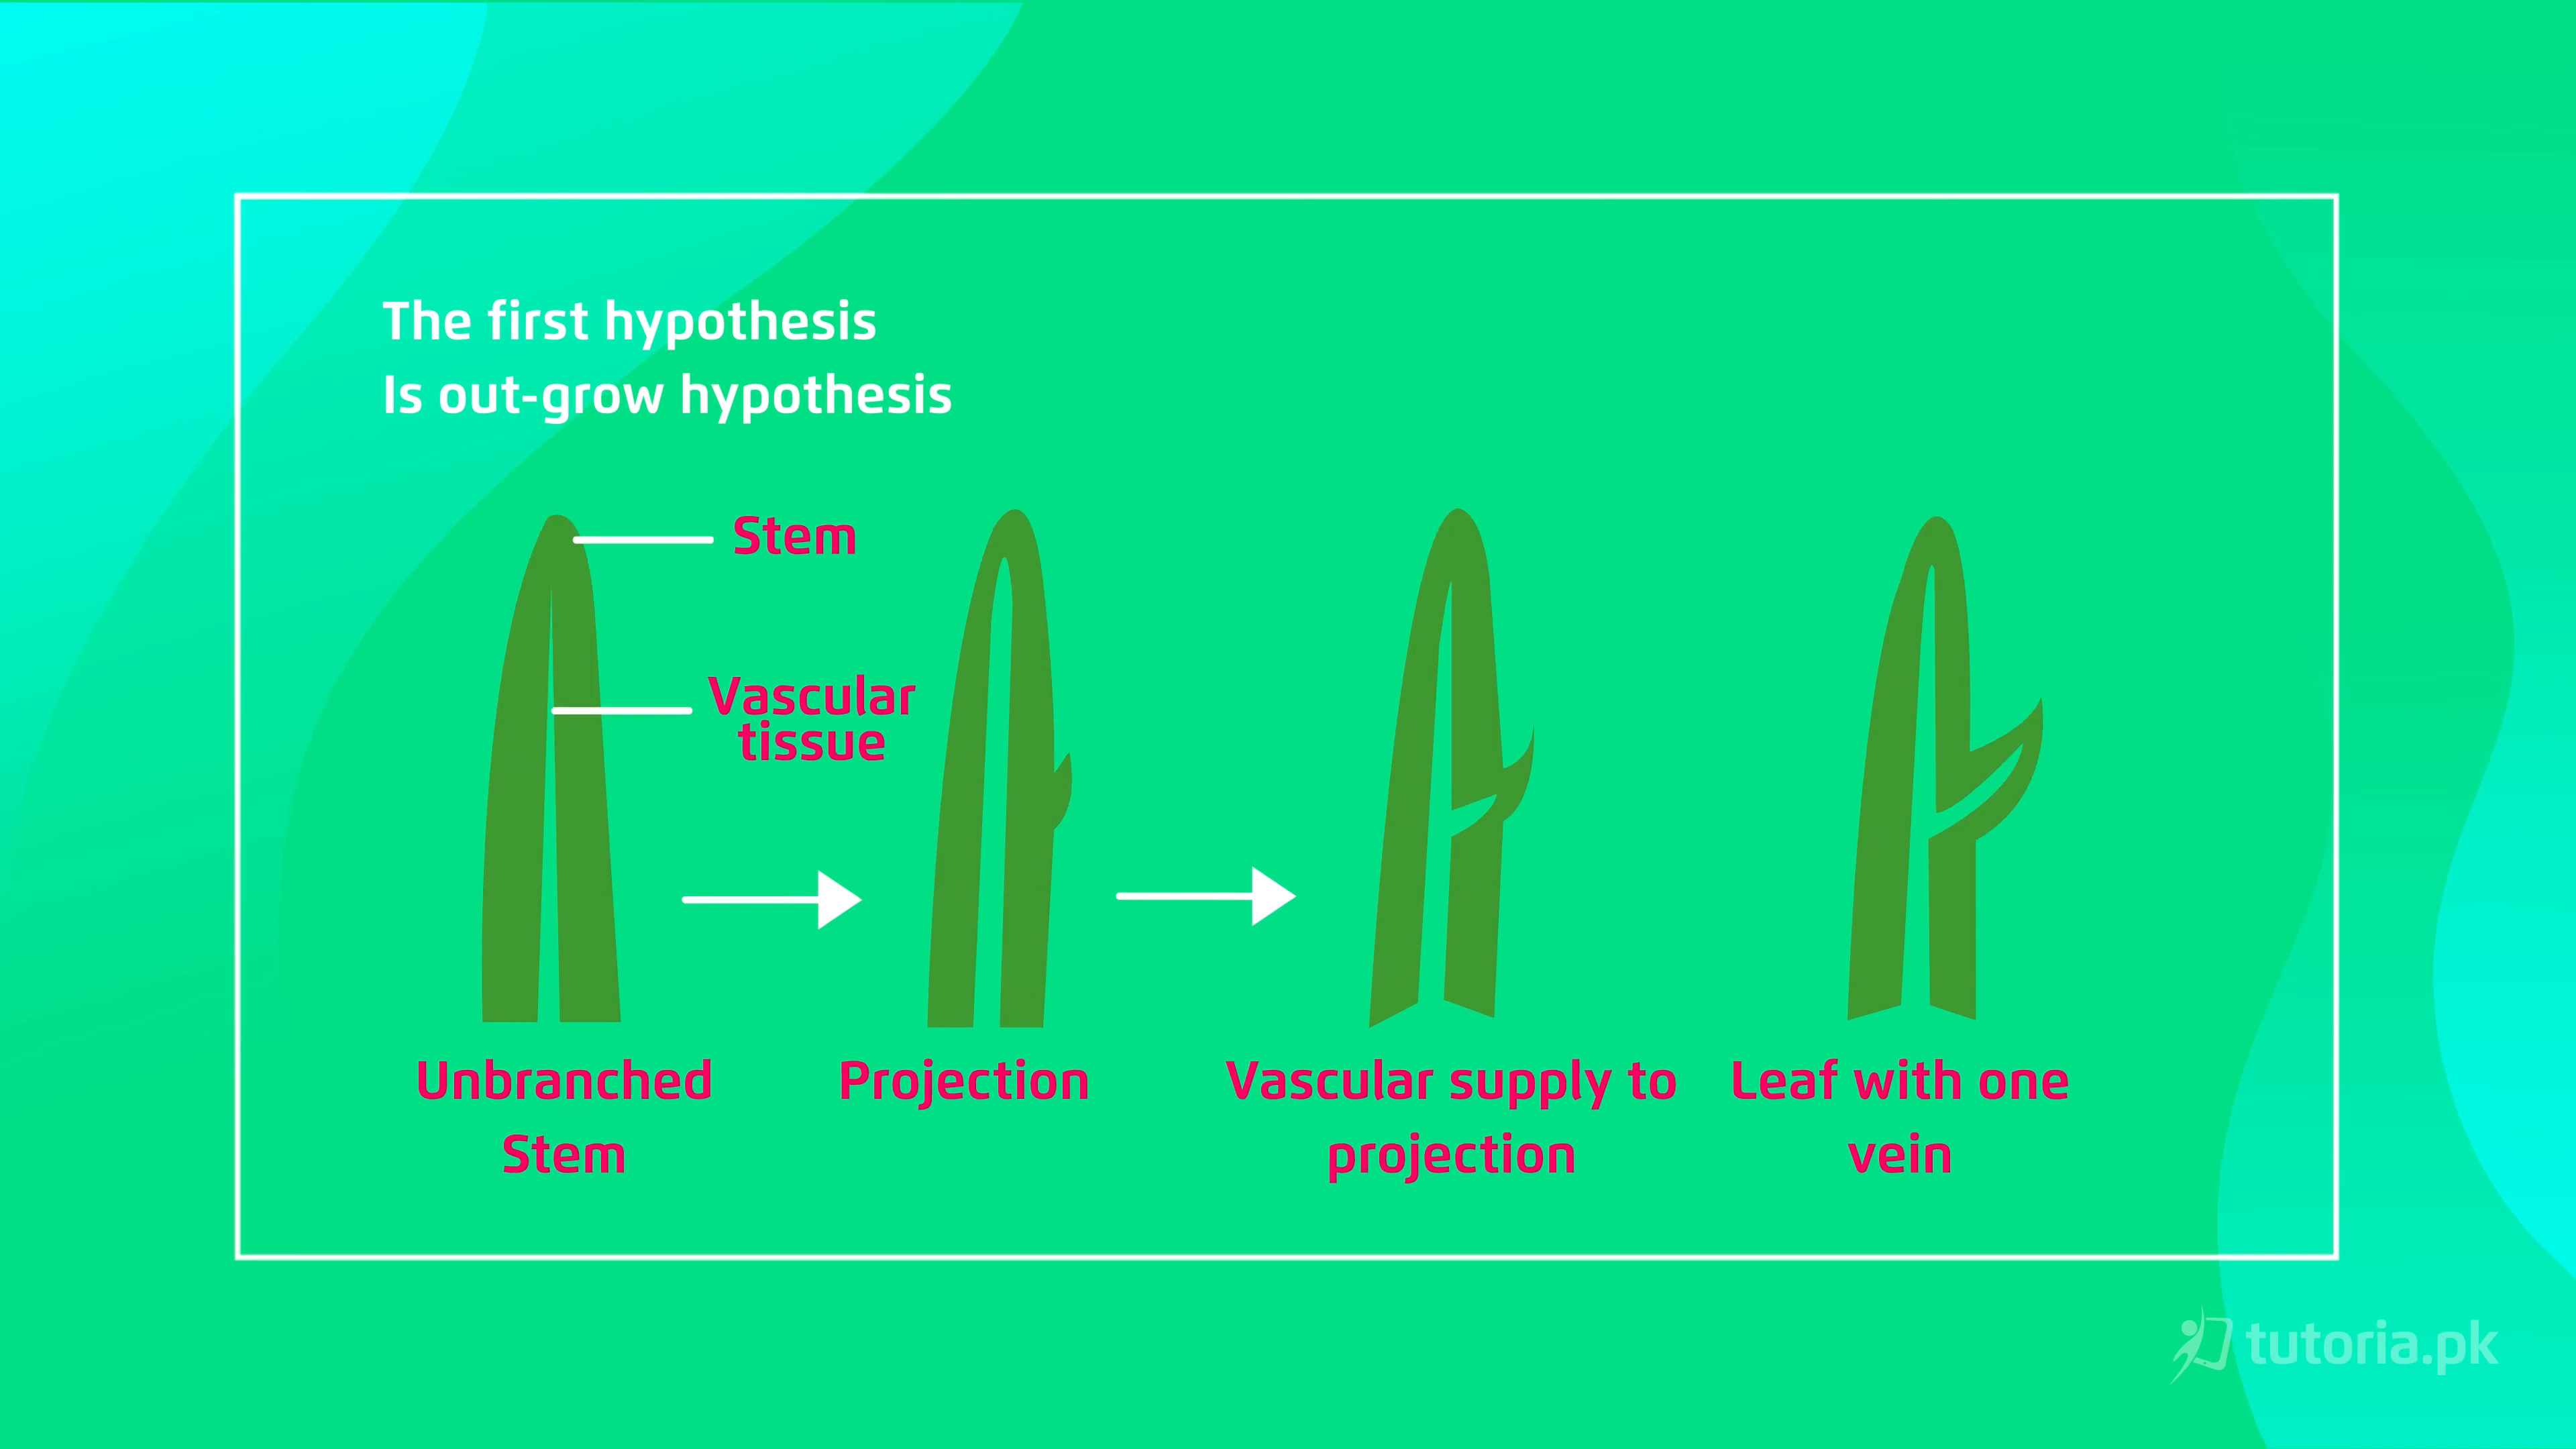 The first hypothesis
Is out-grow hypothesis
Stem
Vascular
tissue
Unbranched
Stem
Projection
Vascular supply to
projection
Leaf with one
vein
tutoria.pk